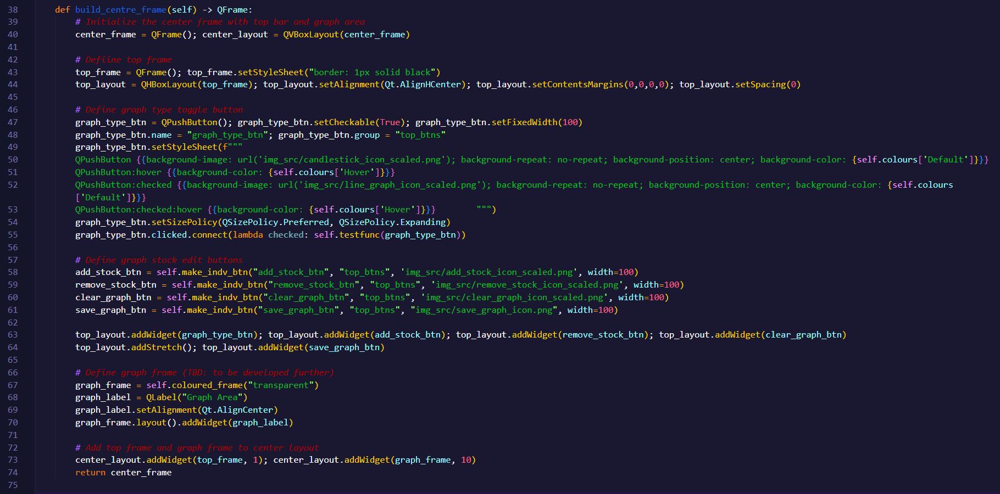 38 def build_centre_frame(self) -> QFrame:
39 # Initialize the center frame with top bar and graph area
40 center_frame = QFrame(); center_layout = QVBoxLayout(center_frame)
41
42 # Defiine top frame
43 top_frame = QFrame(); top_frame.setStyleSheet("border: 1px solid black")
44 top_layout = QHBoxLayout(top_frame); top_layout.setAlignment(Qt.AlignHCenter); top_layout.setContentsMargins(0,0,0,0); top_layout.setSpacing(0)
45
46 # Define graph type toggle button
47 graph_type_btn = QPushButton(); graph_type_btn.setCheckable(True); graph_type_btn.setFixedWidth(100)
48 graph_type_btn.name = "graph_type_btn"; graph_type_btn.group = "top_btns"
49 graph_type_btn.setStyleSheet(f"""
50 QPushButton {{background-image: url('img_src/candlestick_icon_scaled.png'); background-repeat: no-repeat; background-position: center; background-color: {self.colours['Default']}}}
51 QPushButton:hover {{background-color: {self.colours['Hover']}}}
52 QPushButton:checked {{background-image: url('img_src/line_graph_icon_scaled.png'); background-repeat: no-repeat; background-position: center; background-color: {self.colours
['Default']}}}
53 QPushButton:checked:hover {{background-color: {self.colours['Hover']}}} """)
54 graph_type_btn.setSizePolicy(QSizePolicy.Preferred, QSizePolicy.Expanding)
55 graph_type_btn.clicked.connect(lambda checked: self.testfunc(graph_type_btn))
56
57 # Define graph stock edit buttons
58 add_stock_btn = self.make_indv_btn("add_stock_btn", "top_btns", 'img_src/add_stock_icon_scaled.png', width=100)
59 remove_stock_btn = self.make_indv_btn("remove_stock_btn", "top_btns", 'img_src/remove_stock_icon_scaled.png', width=100)
60 clear_graph_btn = self.make_indv_btn("clear_graph_btn", "top_btns", 'img_src/clear_graph_icon_scaled.png', width=100)
61 save_graph_btn = self.make_indv_btn("save_graph_btn", "top_btns", "img_src/save_graph_icon.png", width=100)
62
63 top_layout.addWidget(graph_type_btn); top_layout.addWidget(add_stock_btn); top_layout.addWidget(remove_stock_btn); top_layout.addWidget(clear_graph_btn)
64 top_layout.addStretch(); top_layout.addWidget(save_graph_btn)
65
66 # Define graph frame (TBD: to be developed further)
67 graph_frame = self.coloured_frame("transparent")
68 graph_label = QLabel("Graph Area")
69 graph_label.setAlignment(Qt.AlignCenter)
70 graph_frame.layout().addWidget(graph_label)
71
72 # Add top frame and graph frame to center layout
73 center_layout.addWidget(top_frame, 1); center_layout.addWidget(graph_frame, 10)
74 return center_frame
75